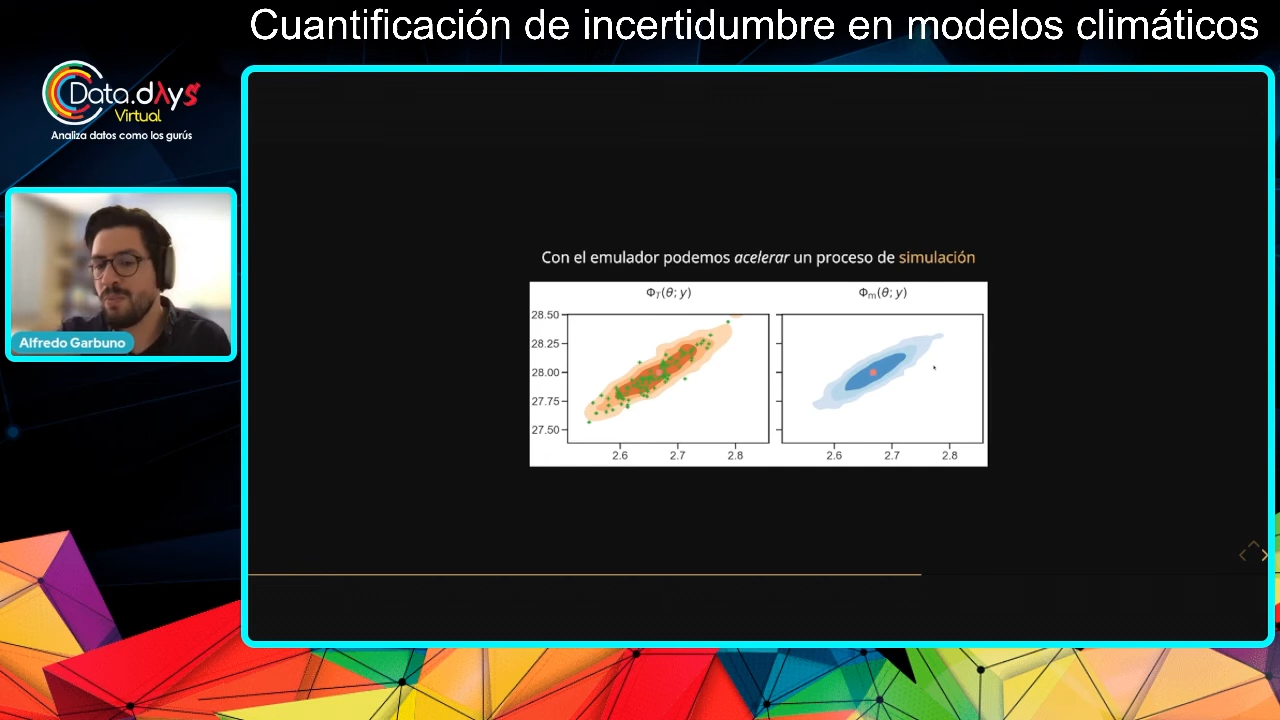 Cuantificación de incertidumbre en modelos climáticos
Data.dAyS
Virtual
Analiza datos como los gurús
Alfredo Garbuno
Con el emulador podemos acelerar un proceso de simulación
Φ_T(θ; y)
Φ_m(θ; y)
28.50
28.25
28.00
27.75
27.50
2.6 2.7 2.8
2.6 2.7 2.8